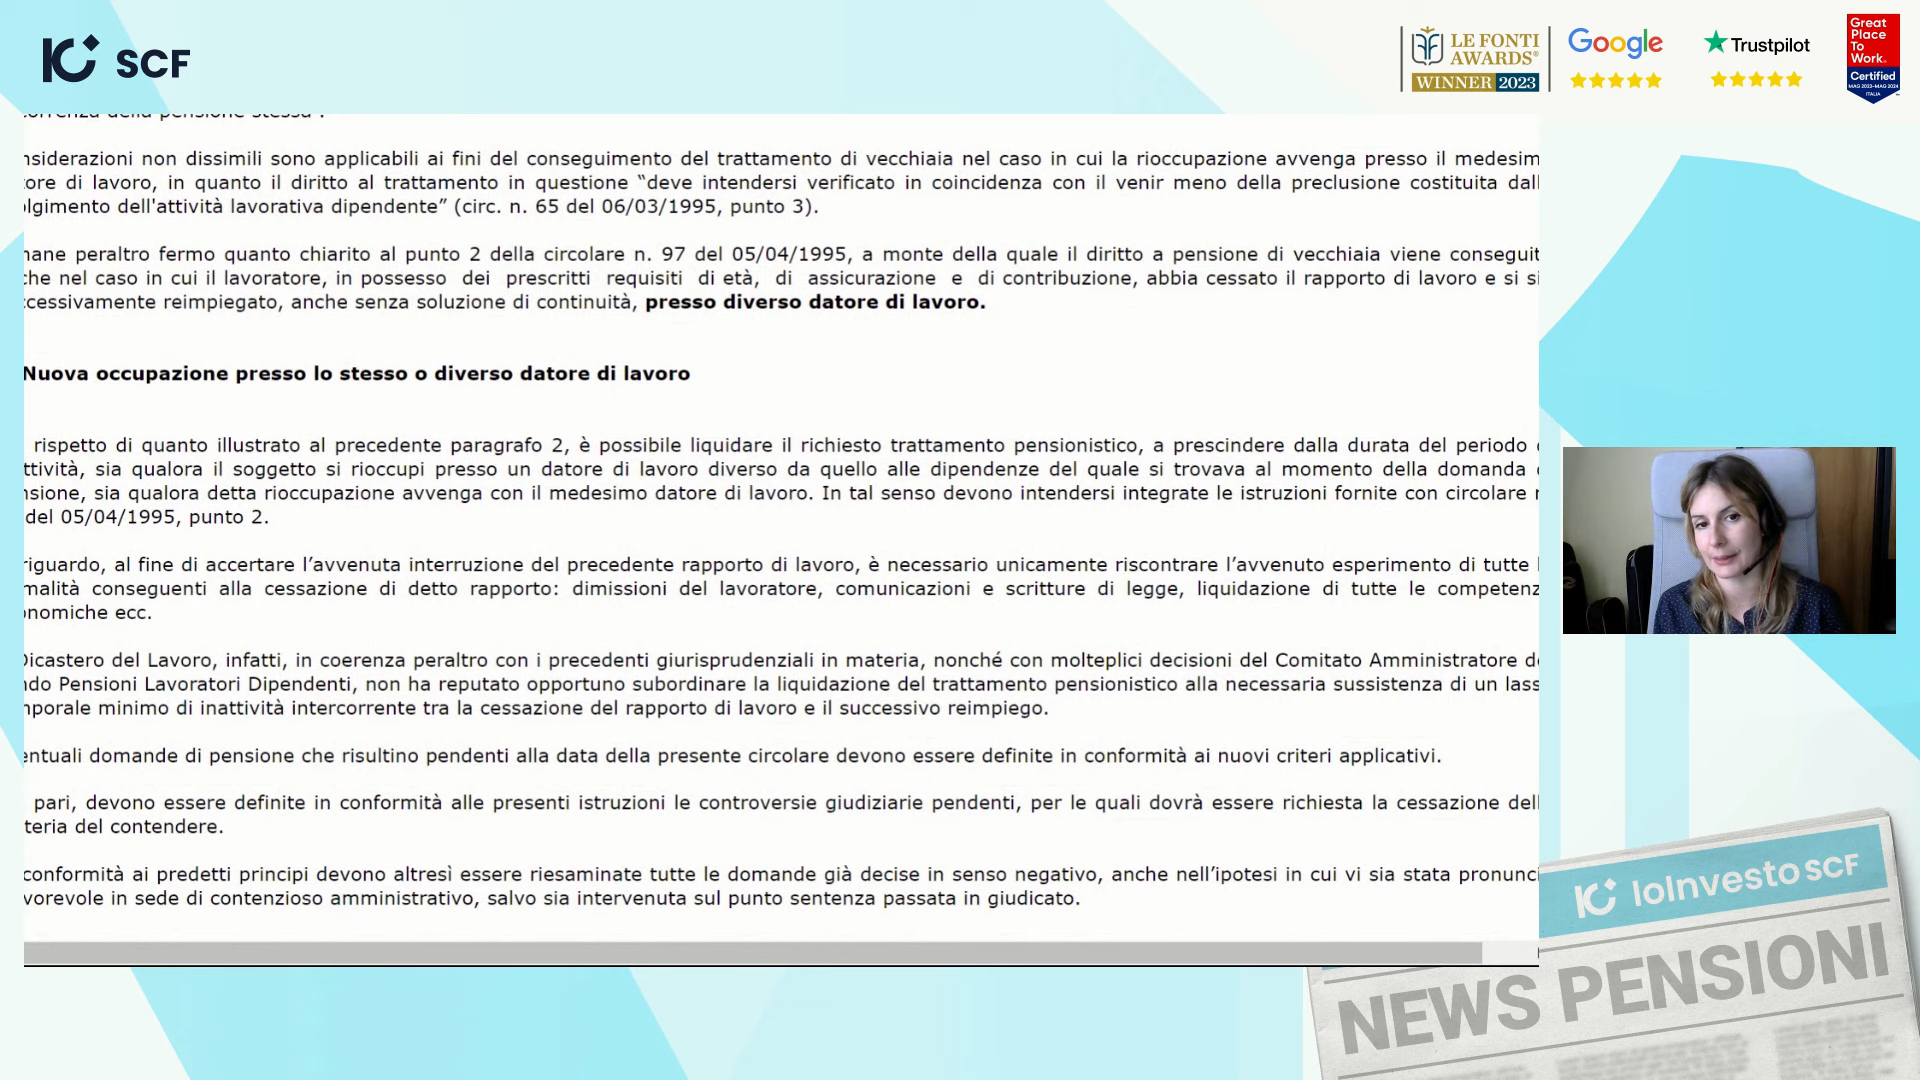 SCF
LE FONTI
AWARDS®
WINNER 2023
Google
Trustpilot
Great
Place
To
Work.
Certified
MAG 2023-MAG 2024
ITALIA
correnza della pensione stessa".
nsiderazioni non dissimili sono applicabili ai fini del conseguimento del trattamento di vecchiaia nel caso in cui la rioccupazione avvenga presso il medesim
tore di lavoro, in quanto il diritto al trattamento in questione “deve intendersi verificato in coincidenza con il venir meno della preclusione costituita dall
olgimento dell'attività lavorativa dipendente” (circ. n. 65 del 06/03/1995, punto 3).
mane peraltro fermo quanto chiarito al punto 2 della circolare n. 97 del 05/04/1995, a monte della quale il diritto a pensione di vecchiaia viene conseguit
che nel caso in cui il lavoratore, in possesso dei prescritti requisiti di età, di assicurazione e di contribuzione, abbia cessato il rapporto di lavoro e si si
ccessivamente reimpiegato, anche senza soluzione di continuità, presso diverso datore di lavoro.
Nuova occupazione presso lo stesso o diverso datore di lavoro
rispetto di quanto illustrato al precedente paragrafo 2, è possibile liquidare il richiesto trattamento pensionistico, a prescindere dalla durata del periodo d
ttività, sia qualora il soggetto si rioccupi presso un datore di lavoro diverso da quello alle dipendenze del quale si trovava al momento della domanda d
nsione, sia qualora detta rioccupazione avvenga con il medesimo datore di lavoro. In tal senso devono intendersi integrate le istruzioni fornite con circolare n
del 05/04/1995, punto 2.
riguardo, al fine di accertare l’avvenuta interruzione del precedente rapporto di lavoro, è necessario unicamente riscontrare l’avvenuto esperimento di tutte l
malità conseguenti alla cessazione di detto rapporto: dimissioni del lavoratore, comunicazioni e scritture di legge, liquidazione di tutte le competenz
onomiche ecc.
Dicastero del Lavoro, infatti, in coerenza peraltro con i precedenti giurisprudenziali in materia, nonché con molteplici decisioni del Comitato Amministratore de
ndo Pensioni Lavoratori Dipendenti, non ha reputato opportuno subordinare la liquidazione del trattamento pensionistico alla necessaria sussistenza di un lass
mporale minimo di inattività intercorrente tra la cessazione del rapporto di lavoro e il successivo reimpiego.
entuali domande di pensione che risultino pendenti alla data della presente circolare devono essere definite in conformità ai nuovi criteri applicativi.
pari, devono essere definite in conformità alle presenti istruzioni le controversie giudiziarie pendenti, per le quali dovrà essere richiesta la cessazione dell
teria del contendere.
conformità ai predetti principi devono altresì essere riesaminate tutte le domande già decise in senso negativo, anche nell’ipotesi in cui vi sia stata pronunci
vorevole in sede di contenzioso amministrativo, salvo sia intervenuta sul punto sentenza passata in giudicato.
IoInvesto SCF
NEWS PENSIONI